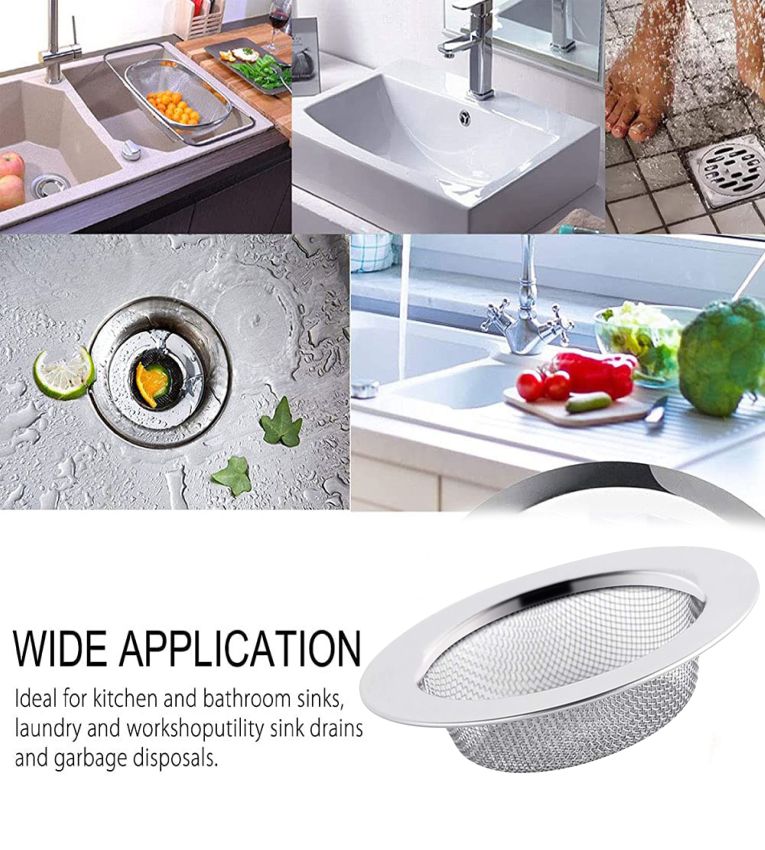 WIDE APPLICATION
Ideal for kitchen and bathroom sinks,
laundry and workshoputility sink drains
and garbage disposals.